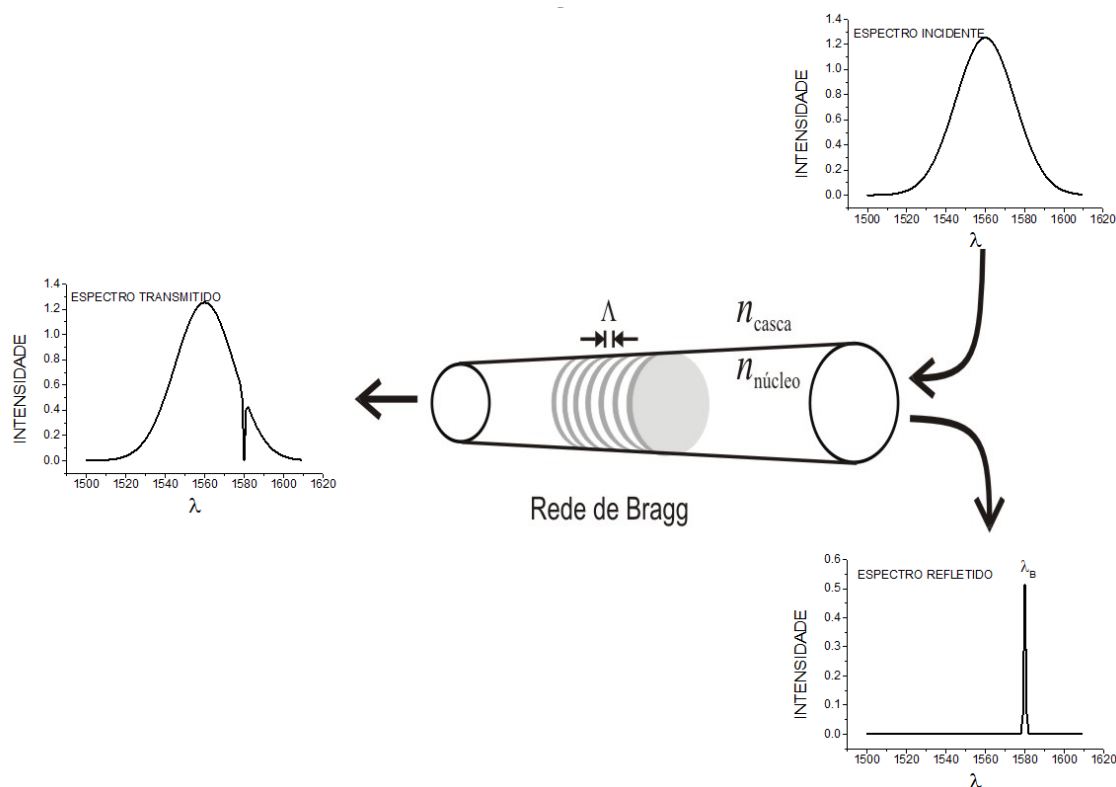 ESPECTRO INCIDENTE
INTENSIDADE
1.4
1.2
1.0
0.8
0.6
0.4
0.2
0.0
1500 1520 1540 1560 1580 1600 1620
λ
ESPECTRO TRANSMITIDO
INTENSIDADE
1.4
1.2
1.0
0.8
0.6
0.4
0.2
0.0
1500 1520 1540 1560 1580 1600 1620
λ
Λ
n casca
n núcleo
Rede de Bragg
ESPECTRO REFLETIDO
λB
INTENSIDADE
0.6
0.5
0.4
0.3
0.2
0.1
0.0
1500 1520 1540 1560 1580 1600 1620
λ